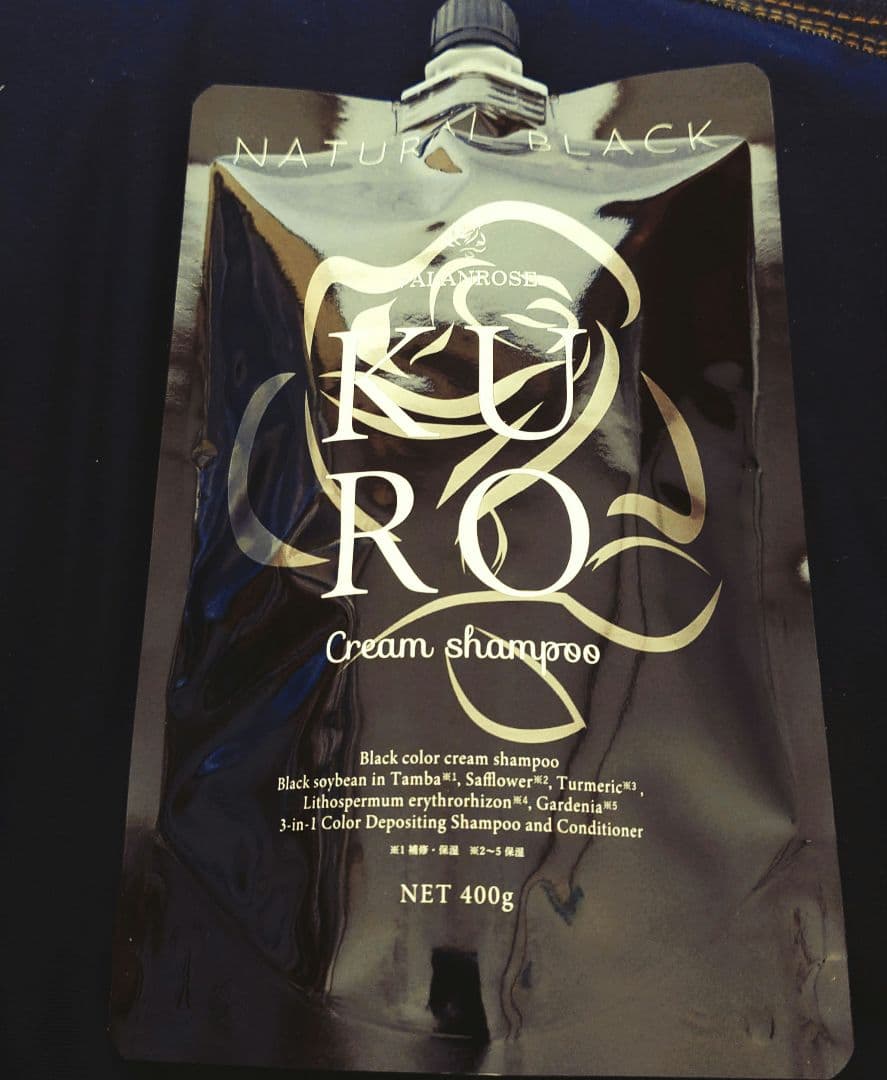 NATURAL BLACK
VALANROSE
KU
RO
Cream shampoo
Black color cream shampoo
Black soybean in Tamba※1, Safflower※2, Turmeric※3,
Lithospermum erythrorhizon※4, Gardenia※5
3-in-1 Color Depositing Shampoo and Conditioner
※1 補修・保湿 ※2〜5 保湿
NET 400g